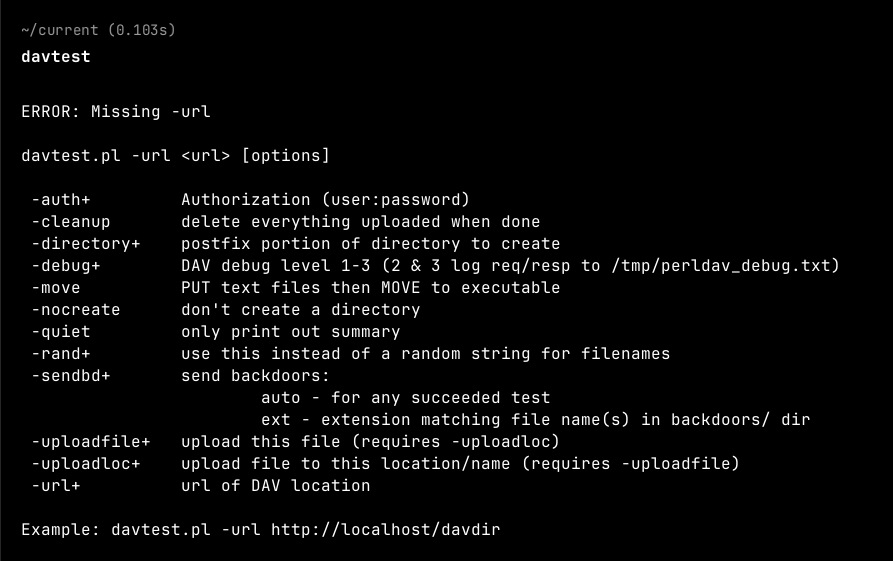 ~/current (0.103s)
davtest
ERROR: Missing -url
davtest.pl -url <url> [options]
-auth+ Authorization (user:password)
-cleanup delete everything uploaded when done
-directory+ postfix portion of directory to create
-debug+ DAV debug level 1-3 (2 & 3 log req/resp to /tmp/perldav_debug.txt)
-move PUT text files then MOVE to executable
-nocreate don't create a directory
-quiet only print out summary
-rand+ use this instead of a random string for filenames
-sendbd+ send backdoors:
auto - for any succeeded test
ext - extension matching file name(s) in backdoors/ dir
-uploadfile+ upload this file (requires -uploadloc)
-uploadloc+ upload file to this location/name (requires -uploadfile)
-url+ url of DAV location
Example: davtest.pl -url http://localhost/davdir